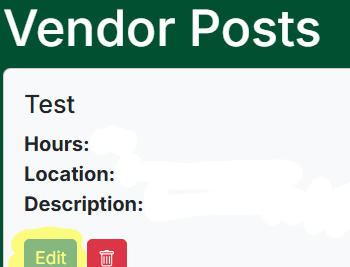 Vendor Posts
Test
Hours:
Location:
Description:
Edit